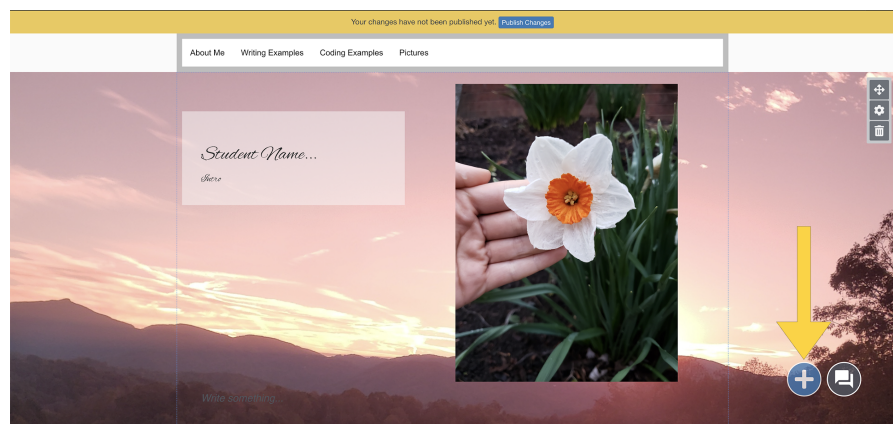 Your changes have not been published yet. Publish Changes
About Me Writing Examples Coding Examples Pictures
Student Name...
Intro
Write something...